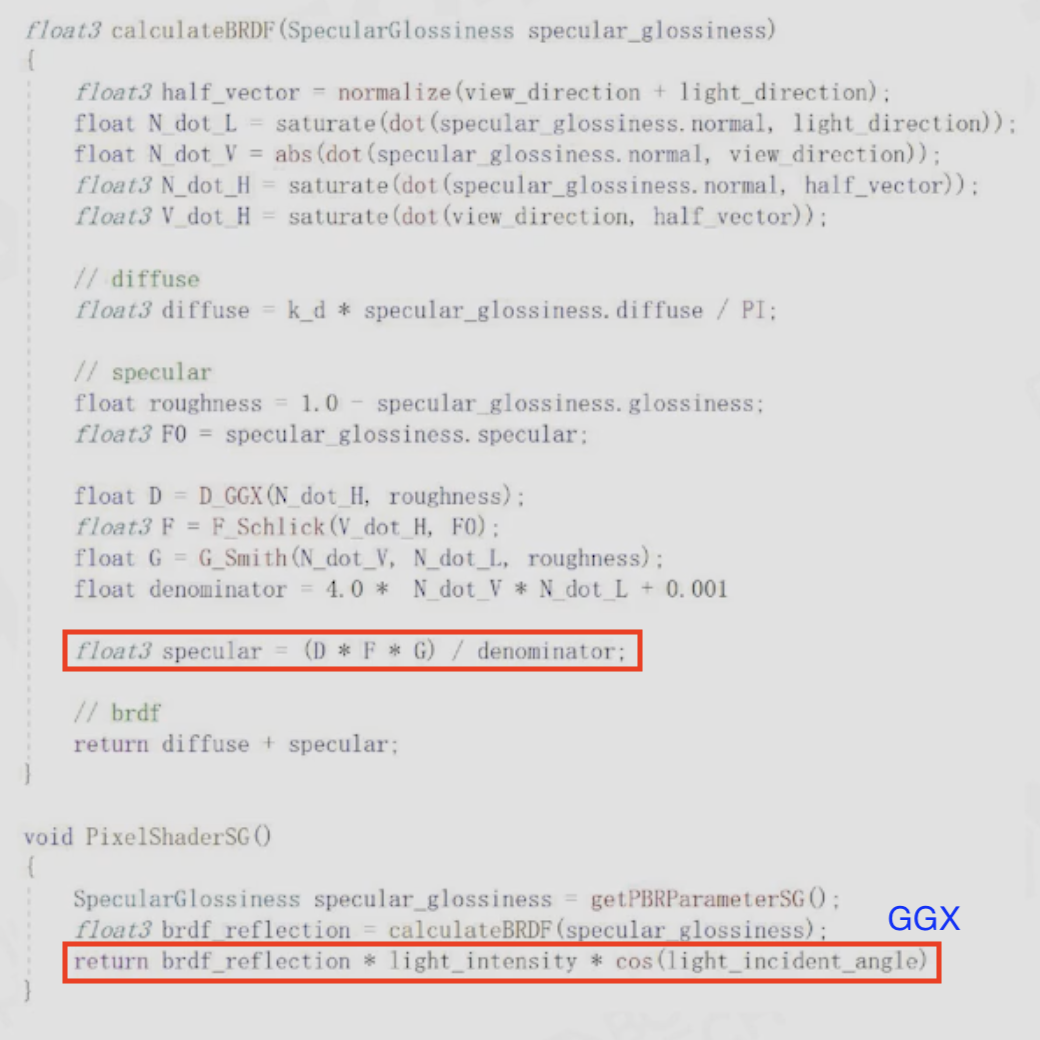 float3 calculateBRDF(SpecularGlossiness specular_glossiness)
{
float3 half_vector = normalize(view_direction + light_direction);
float N_dot_L = saturate(dot(specular_glossiness.normal, light_direction));
float N_dot_V = abs(dot(specular_glossiness.normal, view_direction));
float3 N_dot_H = saturate(dot(specular_glossiness.normal, half_vector));
float3 V_dot_H = saturate(dot(view_direction, half_vector));
// diffuse
float3 diffuse = k_d * specular_glossiness.diffuse / PI;
// specular
float roughness = 1.0 - specular_glossiness.glossiness;
float3 F0 = specular_glossiness.specular;
float D = D_GGX(N_dot_H, roughness);
float3 F = F_Schlick(V_dot_H, F0);
float G = G_Smith(N_dot_V, N_dot_L, roughness);
float denominator = 4.0 * N_dot_V * N_dot_L + 0.001
float3 specular = (D * F * G) / denominator;
// brdf
return diffuse + specular;
}
void PixelShaderSG()
{
SpecularGlossiness specular_glossiness = getPBRParameterSG();
float3 brdf_reflection = calculateBRDF(specular_glossiness);
GGX
return brdf_reflection * light_intensity * cos(light_incident_angle)
}